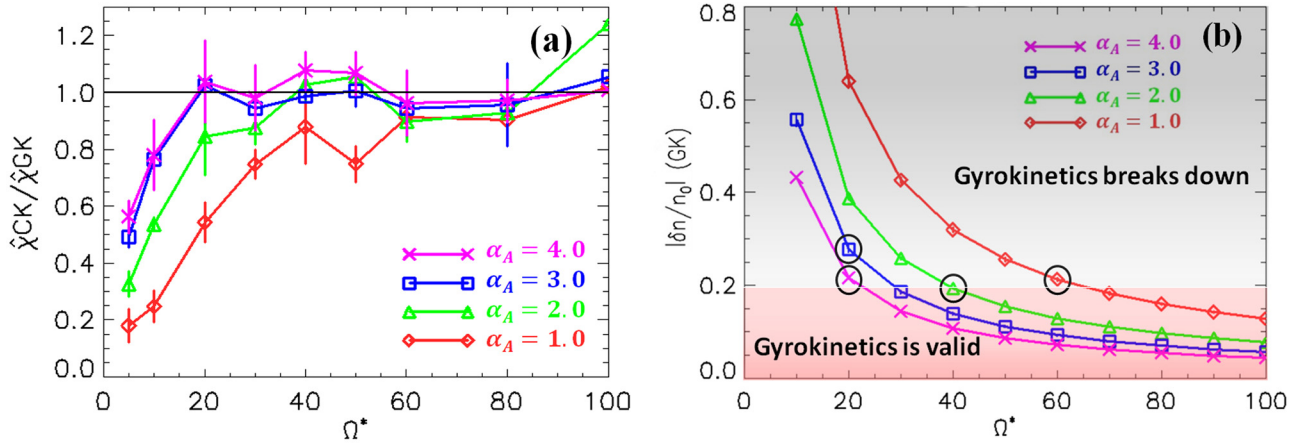 (a)
χ̂CK/χ̂GK
1.2
1.0
0.8
0.6
0.4
0.2
0.0
α_A = 4.0
α_A = 3.0
α_A = 2.0
α_A = 1.0
0 20 40 60 80 100
Ω*
(b)
|δn/n₀| (GK)
0.8
0.6
0.4
0.2
0.0
α_A = 4.0
α_A = 3.0
α_A = 2.0
α_A = 1.0
Gyrokinetics breaks down
Gyrokinetics is valid
0 20 40 60 80 100
Ω*